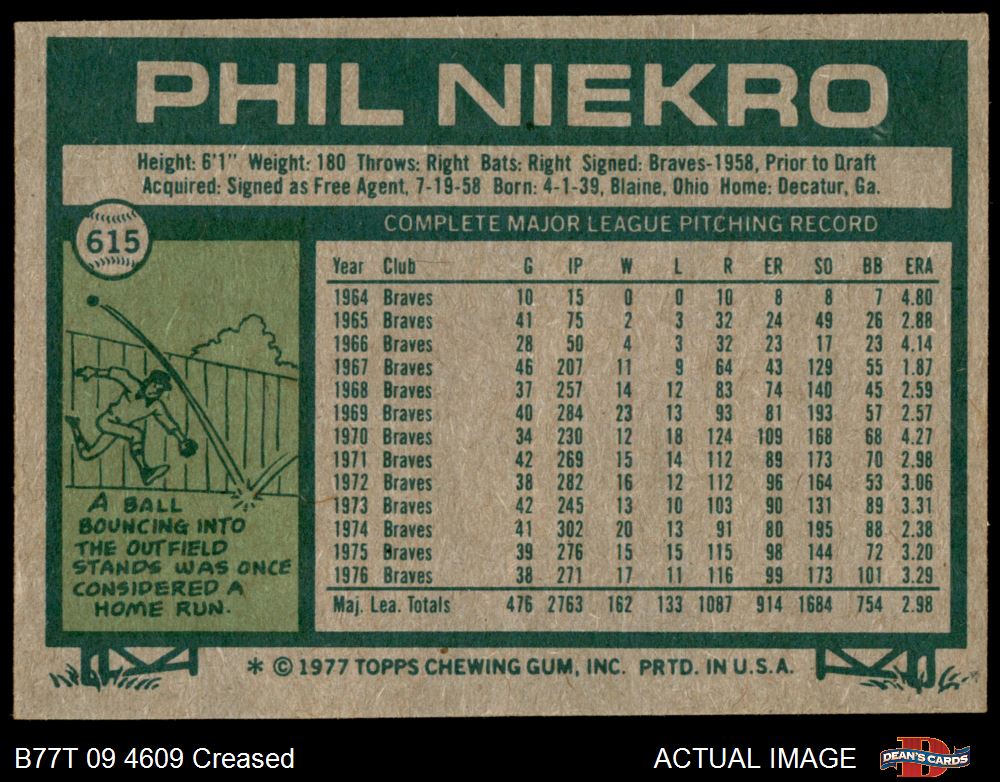 PHIL NIEKRO
Height: 6'1" Weight: 180 Throws: Right Bats: Right Signed: Braves-1958, Prior to Draft
Acquired: Signed as Free Agent, 7-19-58 Born: 4-1-39, Blaine, Ohio Home: Decatur, Ga.
615
COMPLETE MAJOR LEAGUE PITCHING RECORD
Year Club G IP W L R ER SO BB ERA
1964 Braves 10 15 0 0 10 8 8 7 4.80
1965 Braves 41 75 2 3 32 24 49 26 2.88
1966 Braves 28 50 4 3 32 23 17 23 4.14
1967 Braves 46 207 11 9 64 43 129 55 1.87
1968 Braves 37 257 14 12 83 74 140 45 2.59
1969 Braves 40 284 23 13 93 81 193 57 2.57
1970 Braves 34 230 12 18 124 109 168 68 4.27
1971 Braves 42 269 15 14 112 89 173 70 2.98
1972 Braves 38 282 16 12 112 96 164 53 3.06
1973 Braves 42 245 13 10 103 90 131 89 3.31
1974 Braves 41 302 20 13 91 80 195 88 2.38
1975 Braves 39 276 15 15 115 98 144 72 3.20
1976 Braves 38 271 17 11 116 99 173 101 3.29
Maj. Lea. Totals 476 2763 162 133 1087 914 1684 754 2.98
A BALL
BOUNCING INTO
THE OUTFIELD
STANDS WAS ONCE
CONSIDERED A
HOME RUN.
* © 1977 TOPPS CHEWING GUM, INC. PRTD. IN U.S.A.
B77T 09 4609 Creased
ACTUAL IMAGE
DEAN'S CARDS